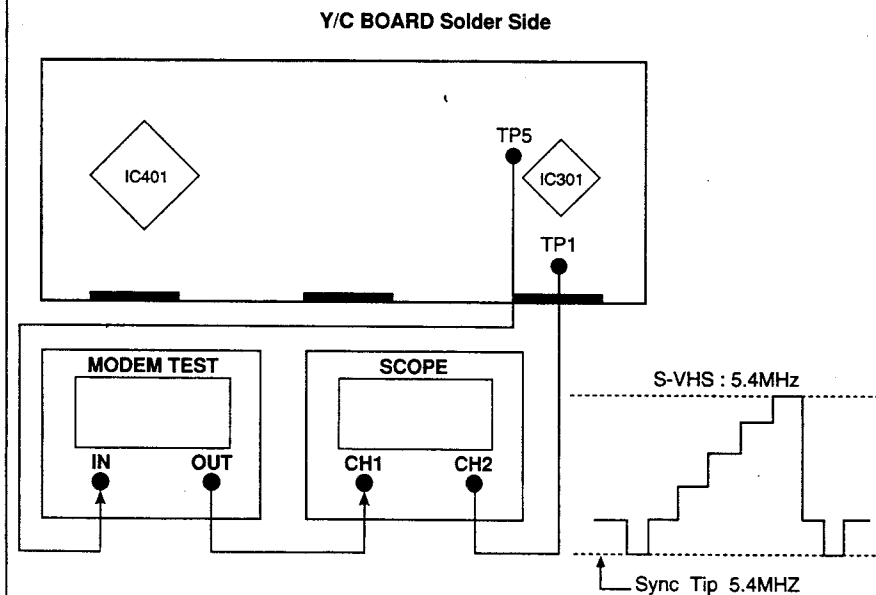 Y/C BOARD Solder Side
TP5
IC401
IC301
TP1
MODEM TEST
SCOPE
S-VHS : 5.4MHz
IN
OUT
CH1
CH2
Sync Tip 5.4MHZ